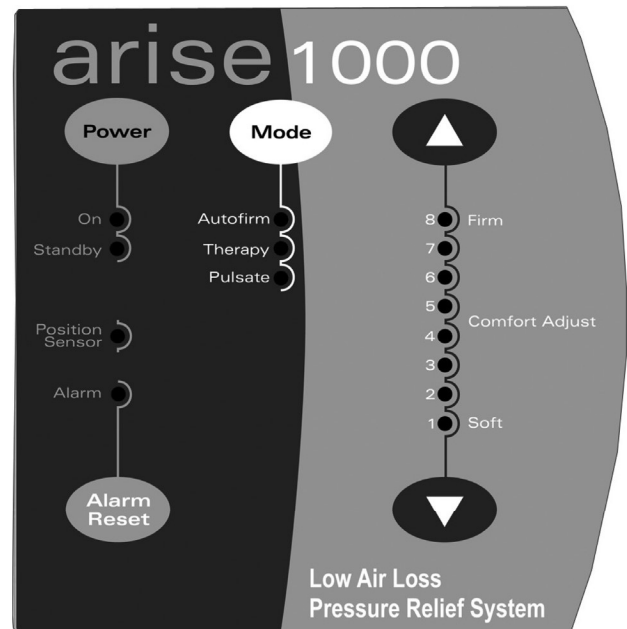 arise 1000
Power
Mode
On
Standby
Position
Sensor
Alarm
Alarm
Reset
Autofirm
Therapy
Pulsate
8 Firm
7
6
5
Comfort Adjust
4
3
2
1 Soft
Low Air Loss
Pressure Relief System